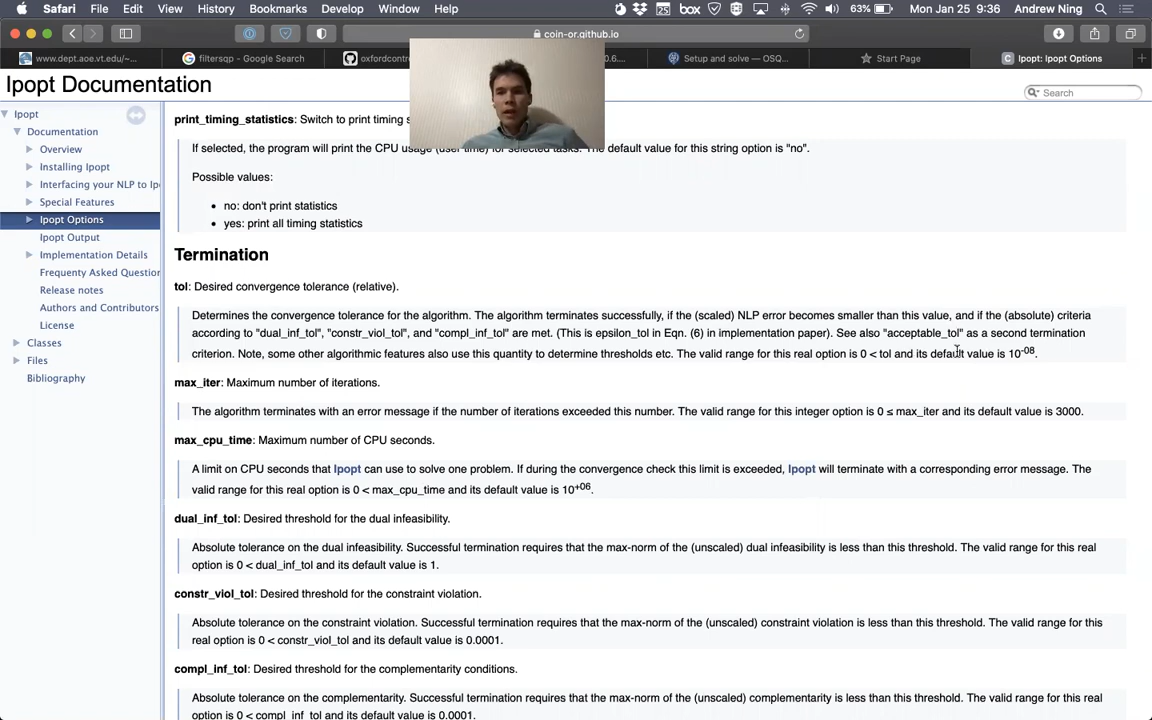 Safari File Edit View History Bookmarks Develop Window Help 63% Mon Jan 25 9:36 Andrew Ning
coin-or.github.io
www.dept.aoe.vt.edu/~... filtersqp - Google Search oxfordcontr 0.6.... Setup and solve — OSQ... Start Page Ipopt: Ipopt Options
Ipopt Documentation
Search
Ipopt
Documentation
Overview
Installing Ipopt
Interfacing your NLP to Ip
Special Features
Ipopt Options
Ipopt Output
Implementation Details
Frequently Asked Question
Release notes
Authors and Contributors
License
Classes
Files
Bibliography
print_timing_statistics: Switch to print timing s
If selected, the program will print the CPU usage (user time) for selected tasks. The default value for this string option is "no".
Possible values:
no: don't print statistics
yes: print all timing statistics
Termination
tol: Desired convergence tolerance (relative).
Determines the convergence tolerance for the algorithm. The algorithm terminates successfully, if the (scaled) NLP error becomes smaller than this value, and if the (absolute) criteria
according to "dual_inf_tol", "constr_viol_tol", and "compl_inf_tol" are met. (This is epsilon_tol in Eqn. (6) in implementation paper). See also "acceptable_tol" as a second termination
criterion. Note, some other algorithmic features also use this quantity to determine thresholds etc. The valid range for this real option is 0 < tol and its default value is 10-08.
max_iter: Maximum number of iterations.
The algorithm terminates with an error message if the number of iterations exceeded this number. The valid range for this integer option is 0 ≤ max_iter and its default value is 3000.
max_cpu_time: Maximum number of CPU seconds.
A limit on CPU seconds that Ipopt can use to solve one problem. If during the convergence check this limit is exceeded, Ipopt will terminate with a corresponding error message. The
valid range for this real option is 0 < max_cpu_time and its default value is 10+06.
dual_inf_tol: Desired threshold for the dual infeasibility.
Absolute tolerance on the dual infeasibility. Successful termination requires that the max-norm of the (unscaled) dual infeasibility is less than this threshold. The valid range for this real
option is 0 < dual_inf_tol and its default value is 1.
constr_viol_tol: Desired threshold for the constraint violation.
Absolute tolerance on the constraint violation. Successful termination requires that the max-norm of the (unscaled) constraint violation is less than this threshold. The valid range for this
real option is 0 < constr_viol_tol and its default value is 0.0001.
compl_inf_tol: Desired threshold for the complementarity conditions.
Absolute tolerance on the complementarity. Successful termination requires that the max-norm of the (unscaled) complementarity is less than this threshold. The valid range for this real
option is 0 < compl_inf_tol and its default value is 0.0001.